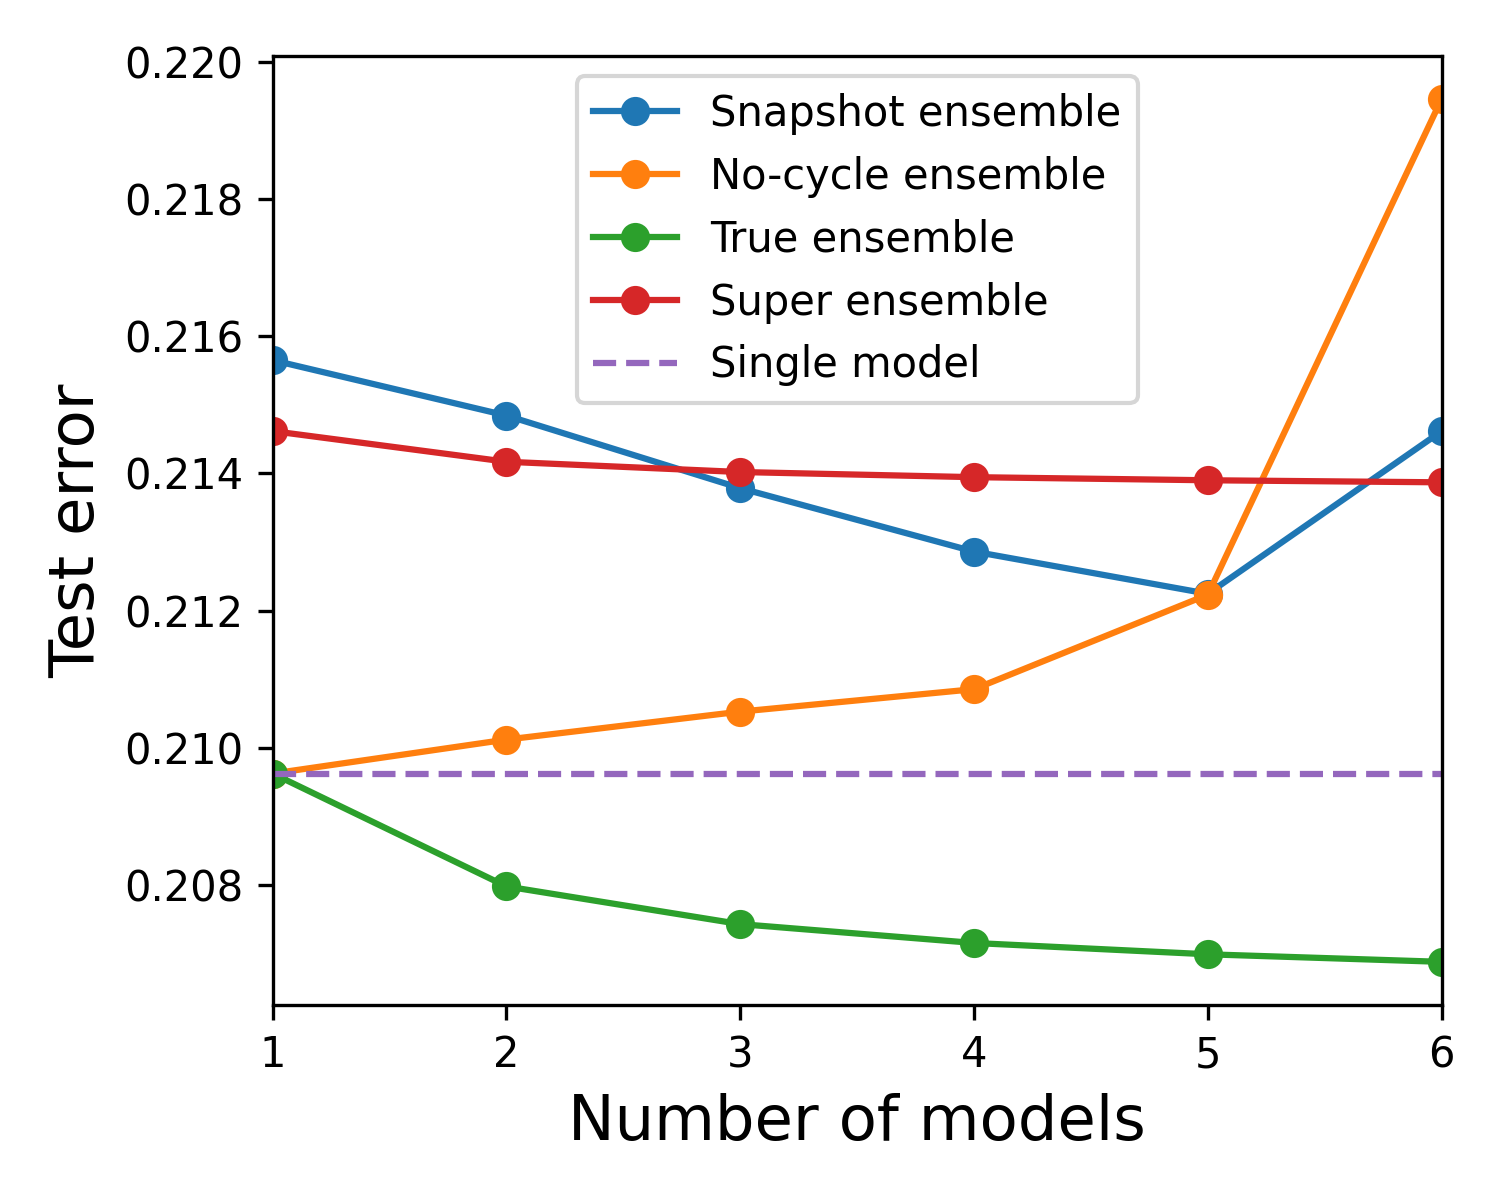 0.220
0.218
0.216
0.214
0.212
0.210
0.208
Test error
Snapshot ensemble
No-cycle ensemble
True ensemble
Super ensemble
Single model
1 2 3 4 5 6
Number of models